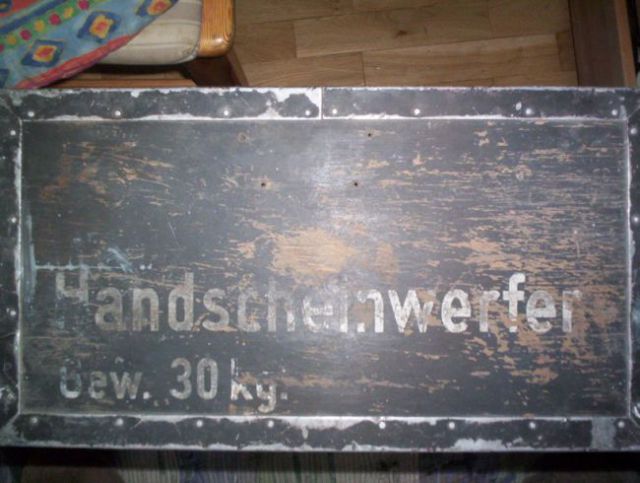 Handscheinwerfer
Gew. 30 kg.